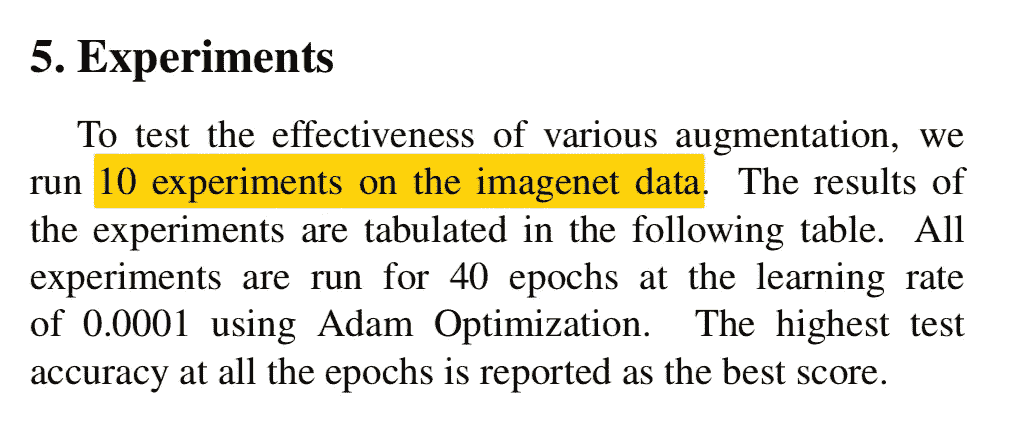 5. Experiments
To test the effectiveness of various augmentation, we
run 10 experiments on the imagenet data. The results of
the experiments are tabulated in the following table. All
experiments are run for 40 epochs at the learning rate
of 0.0001 using Adam Optimization. The highest test
accuracy at all the epochs is reported as the best score.